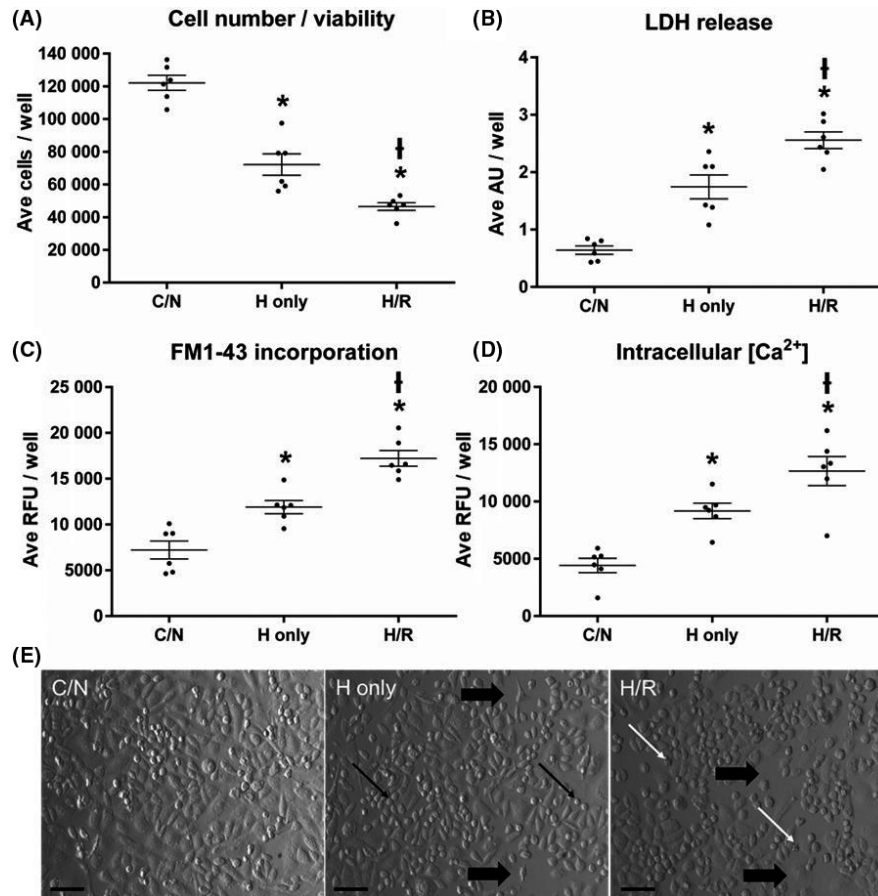 (A) Cell number / viability
Ave cells / well
140 000
120 000
100 000
80 000
60 000
40 000
20 000
0
*
ǂ
*
C/N H only H/R
(B) LDH release
Ave AU / well
4
3
2
1
0
*
ǂ
*
C/N H only H/R
(C) FM1-43 incorporation
Ave RFU / well
25 000
20 000
15 000
10 000
5000
0
*
ǂ
*
C/N H only H/R
(D) Intracellular [Ca²⁺]
Ave RFU / well
20 000
15 000
10 000
5000
0
*
ǂ
*
C/N H only H/R
(E)
C/N
H only
H/R